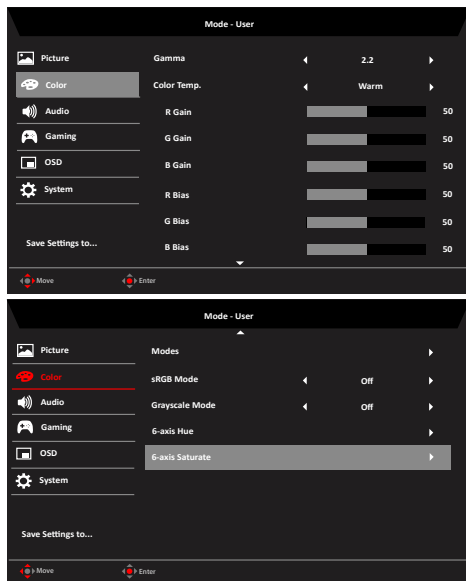 Mode - User
Picture
Gamma 2.2
Color
Color Temp. Warm
Audio
R Gain 50
Gaming
G Gain 50
OSD
B Gain 50
System
R Bias 50
G Bias 50
Save Settings to...
B Bias 50
Move Enter
Mode - User
Picture
Modes
Color
sRGB Mode Off
Audio
Grayscale Mode Off
Gaming
6-axis Hue
OSD
6-axis Saturate
System
Save Settings to...
Move Enter